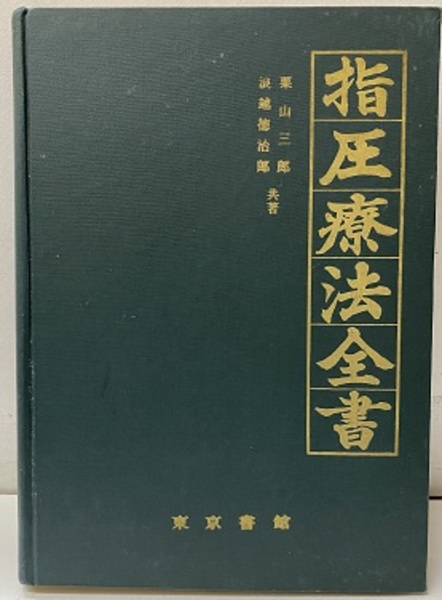 指圧療法全書
栗山三郎
浪越徳治郎
共著
東京書館